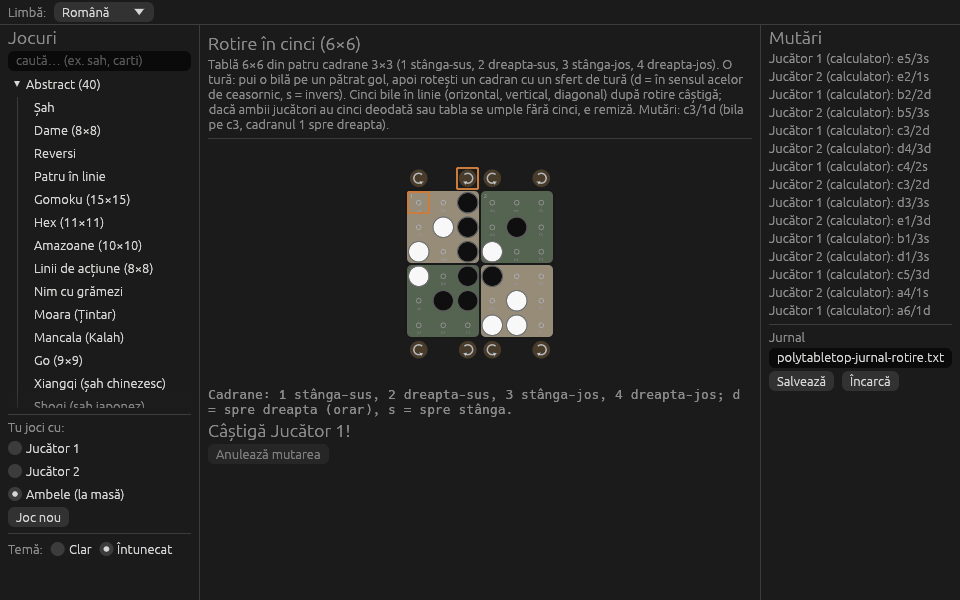 Limbă: Română
Jocuri
caută... (ex. sah, carti)
Abstract (40)
Șah
Dame (8×8)
Reversi
Patru în linie
Gomoku (15×15)
Hex (11×11)
Amazoane (10×10)
Linii de acțiune (8×8)
Nim cu grămezi
Moara (Țintar)
Mancala (Kalah)
Go (9×9)
Xiangqi (șah chinezesc)
Shogi (șah japonez)
Tu joci cu:
Jucător 1
Jucător 2
Ambele (la masă)
Joc nou
Temă: Clar Întunecat
Rotire în cinci (6×6)
Tablă 6×6 din patru cadrane 3×3 (1 stânga-sus, 2 dreapta-sus, 3 stânga-jos, 4 dreapta-jos). O
tură: pui o bilă pe un pătrat gol, apoi rotești un cadran cu un sfert de tură (d = în sensul acelor
de ceasornic, s = invers). Cinci bile în linie (orizontal, vertical, diagonal) după rotire câștigă;
dacă ambii jucători au cinci deodată sau tabla se umple fără cinci, e remiză. Mutări: c3/1d (bila
pe c3, cadranul 1 spre dreapta).
Cadrane: 1 stânga-sus, 2 dreapta-sus, 3 stânga-jos, 4 dreapta-jos; d
= spre dreapta (orar), s = spre stânga.
Câștigă Jucător 1!
Anulează mutarea
Mutări
Jucător 1 (calculator): e5/3s
Jucător 2 (calculator): e2/1s
Jucător 1 (calculator): b2/2d
Jucător 2 (calculator): b5/3s
Jucător 1 (calculator): c3/2d
Jucător 2 (calculator): d4/3d
Jucător 1 (calculator): c4/2s
Jucător 2 (calculator): c3/2d
Jucător 1 (calculator): d3/3s
Jucător 2 (calculator): e1/3d
Jucător 1 (calculator): b1/3s
Jucător 2 (calculator): d1/3s
Jucător 1 (calculator): c5/3d
Jucător 2 (calculator): a4/1s
Jucător 1 (calculator): a6/1d
Jurnal
polytabletop-jurnal-rotire.txt
Salvează Încarcă